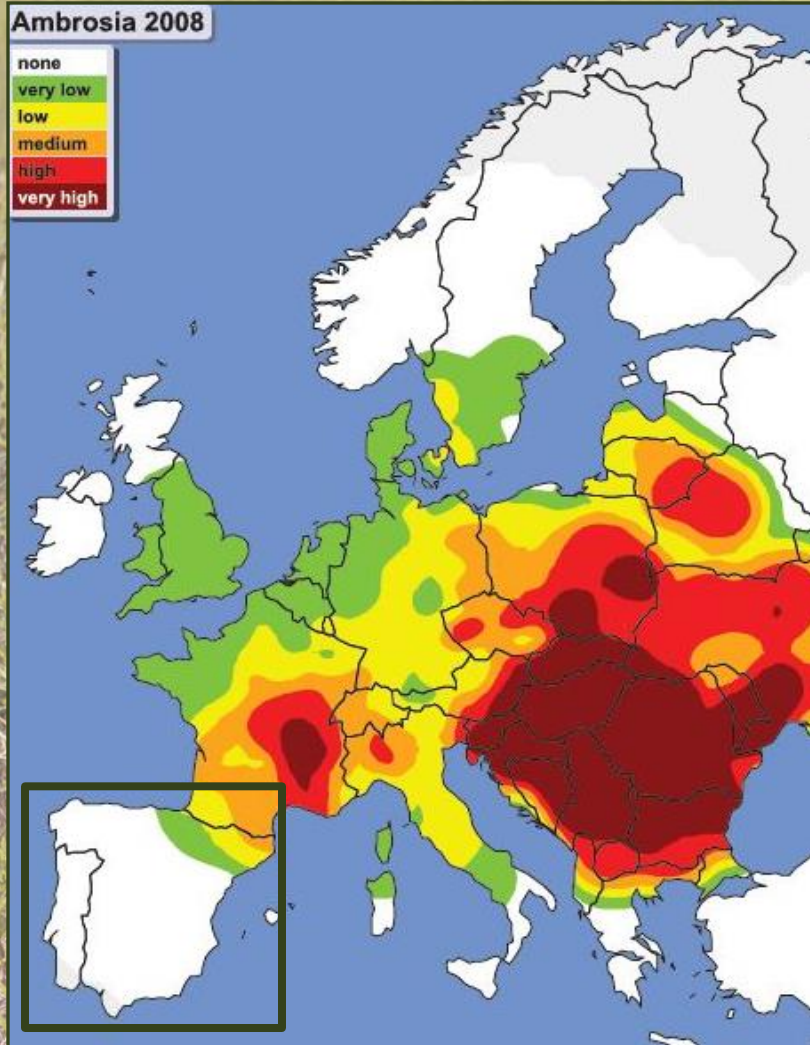 Ambrosia 2008
none
very low
low
medium
high
very high